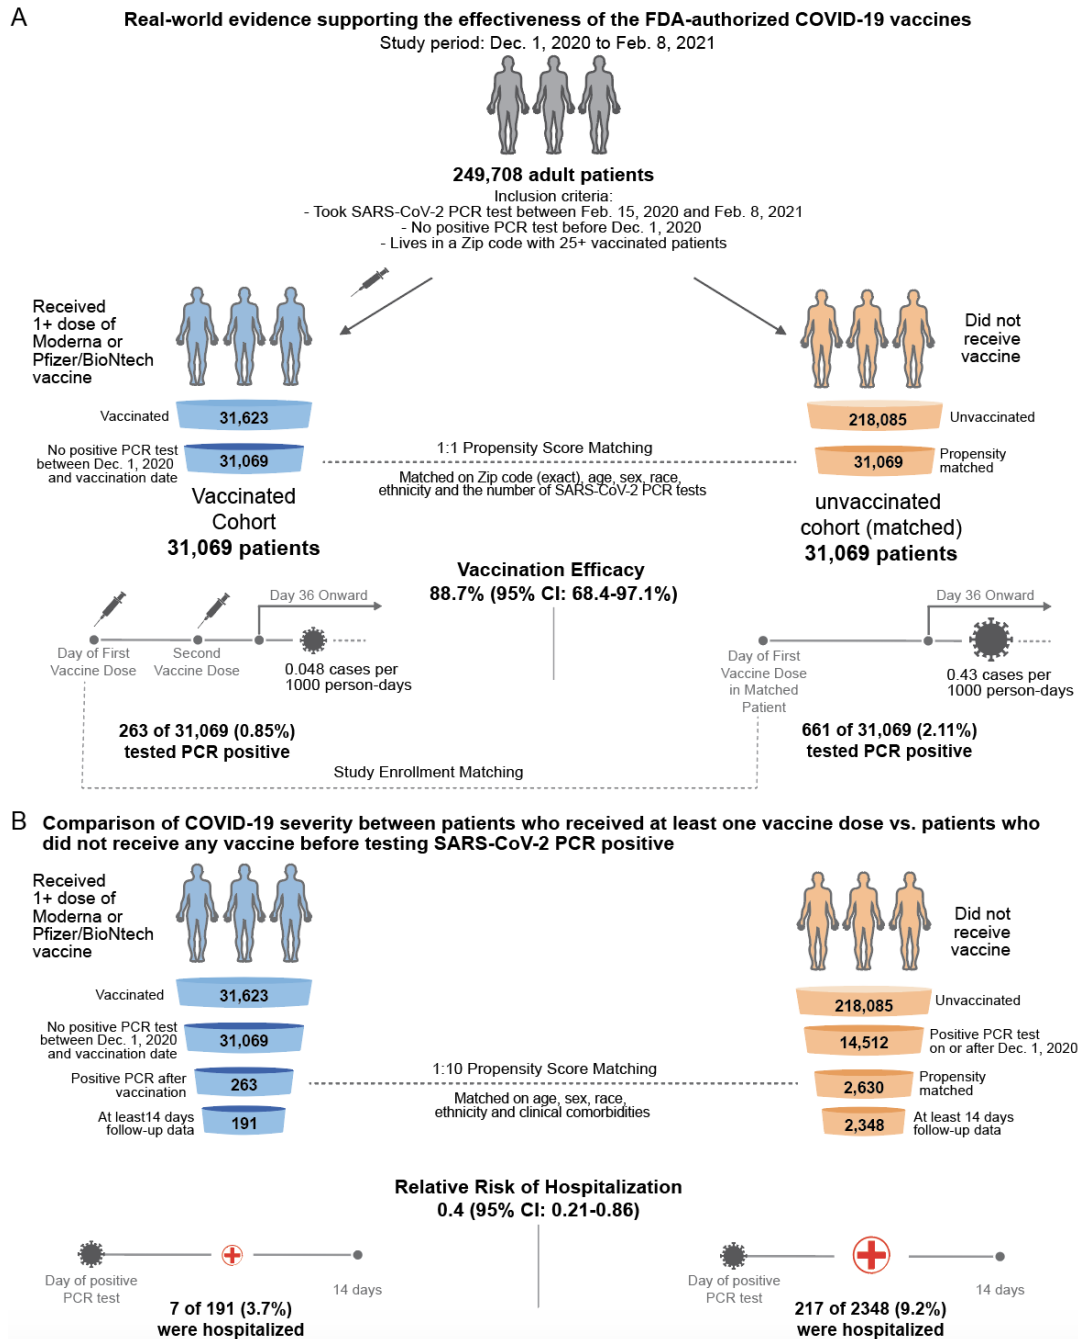 A
Real-world evidence supporting the effectiveness of the FDA-authorized COVID-19 vaccines
Study period: Dec. 1, 2020 to Feb. 8, 2021
249,708 adult patients
Inclusion criteria:
- Took SARS-CoV-2 PCR test between Feb. 15, 2020 and Feb. 8, 2021
- No positive PCR test before Dec. 1, 2020
- Lives in a Zip code with 25+ vaccinated patients
Received
1+ dose of
Moderna or
Pfizer/BioNtech
vaccine
Did not
receive
vaccine
Vaccinated
31,623
218,085
Unvaccinated
No positive PCR test
between Dec. 1, 2020
and vaccination date
31,069
1:1 Propensity Score Matching
Matched on Zip code (exact), age, sex, race,
ethnicity and the number of SARS-CoV-2 PCR tests
31,069
Propensity
matched
Vaccinated
Cohort
31,069 patients
unvaccinated
cohort (matched)
31,069 patients
Vaccination Efficacy
88.7% (95% CI: 68.4-97.1%)
Day 36 Onward
Day of First
Vaccine Dose
Second
Vaccine Dose
0.048 cases per
1000 person-days
263 of 31,069 (0.85%)
tested PCR positive
Day 36 Onward
Day of First
Vaccine Dose
in Matched
Patient
0.43 cases per
1000 person-days
661 of 31,069 (2.11%)
tested PCR positive
Study Enrollment Matching
B
Comparison of COVID-19 severity between patients who received at least one vaccine dose vs. patients who
did not receive any vaccine before testing SARS-CoV-2 PCR positive
Received
1+ dose of
Moderna or
Pfizer/BioNtech
vaccine
Did not
receive
vaccine
Vaccinated
31,623
218,085
Unvaccinated
No positive PCR test
between Dec. 1, 2020
and vaccination date
31,069
14,512
Positive PCR test
on or after Dec. 1, 2020
Positive PCR after
vaccination
263
1:10 Propensity Score Matching
Matched on age, sex, race,
ethnicity and clinical comorbidities
2,630
Propensity
matched
At least14 days
follow-up data
191
2,348
At least 14 days
follow-up data
Relative Risk of Hospitalization
0.4 (95% CI: 0.21-0.86)
Day of positive
PCR test
14 days
7 of 191 (3.7%)
were hospitalized
Day of positive
PCR test
14 days
217 of 2348 (9.2%)
were hospitalized